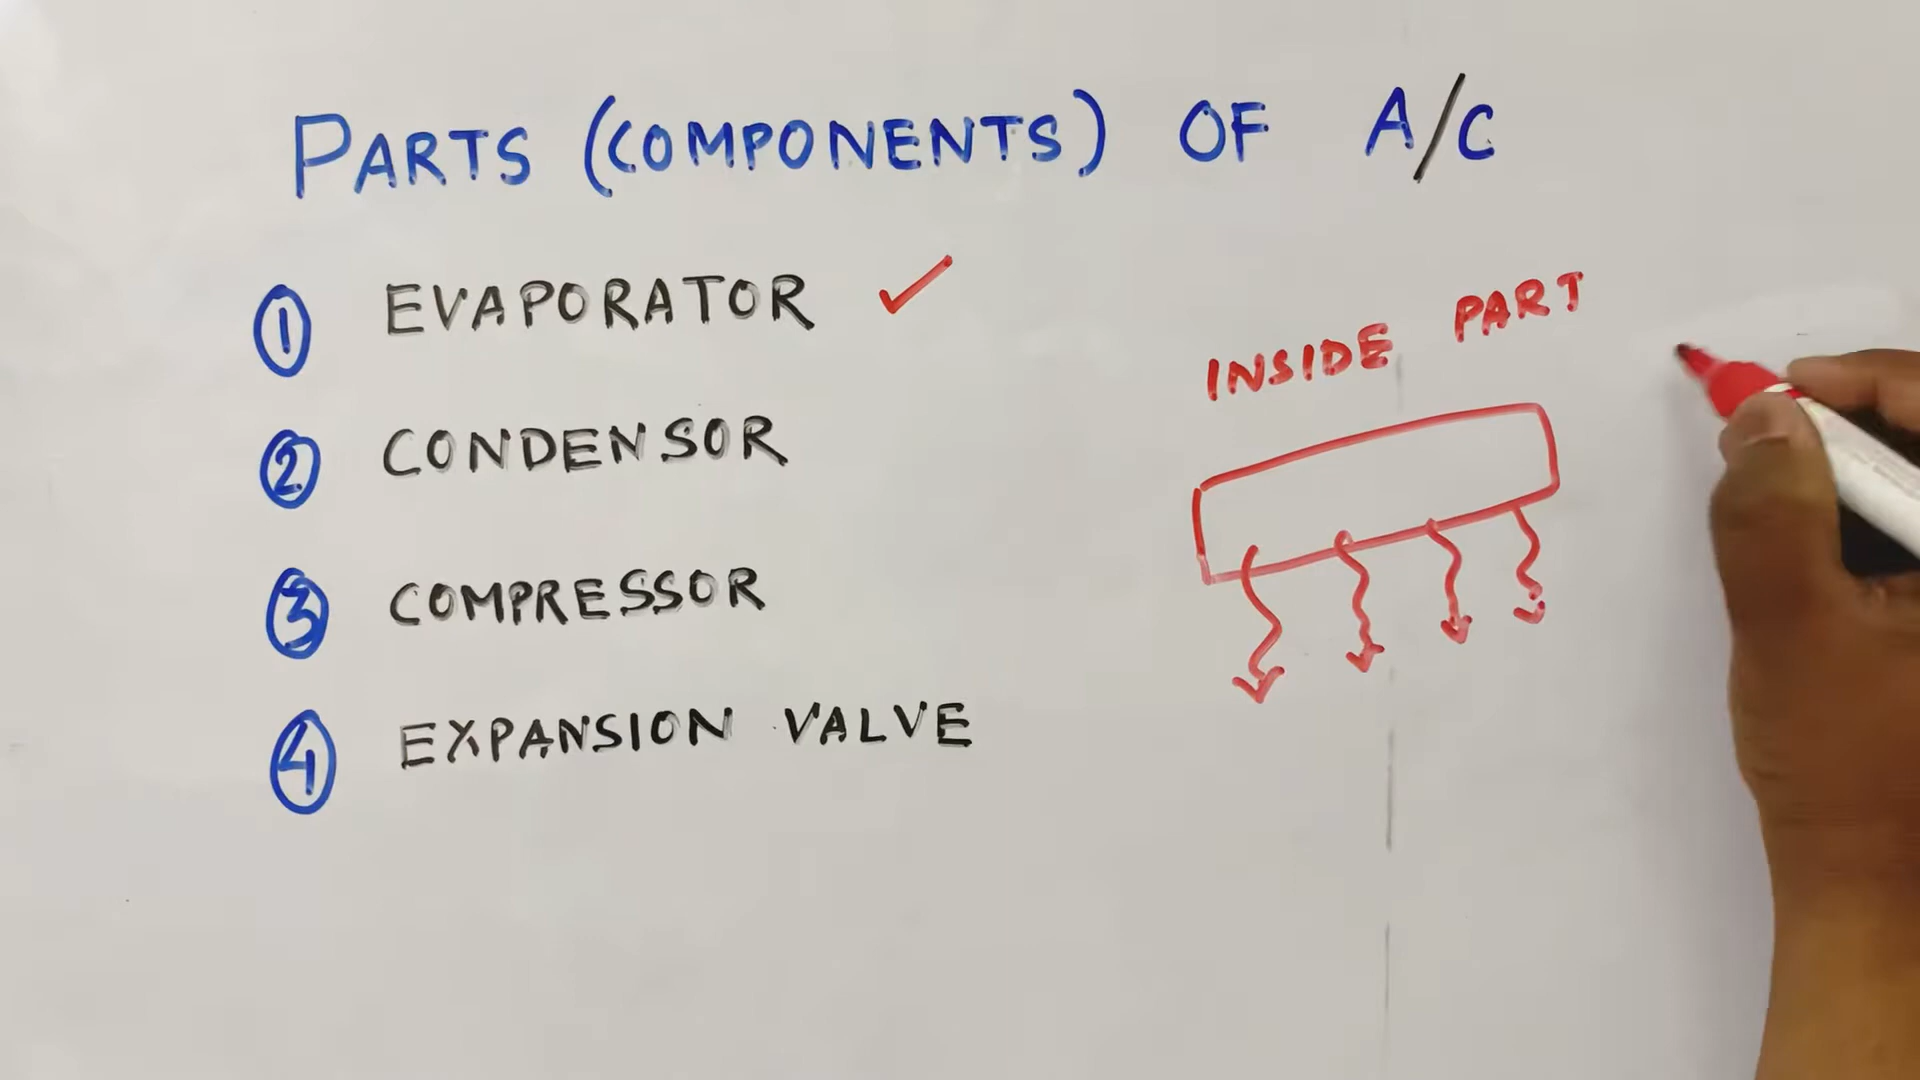 PARTS (COMPONENTS) OF A/C
1 EVAPORATOR ✓
2 CONDENSOR
3 COMPRESSOR
4 EXPANSION VALVE
INSIDE PART